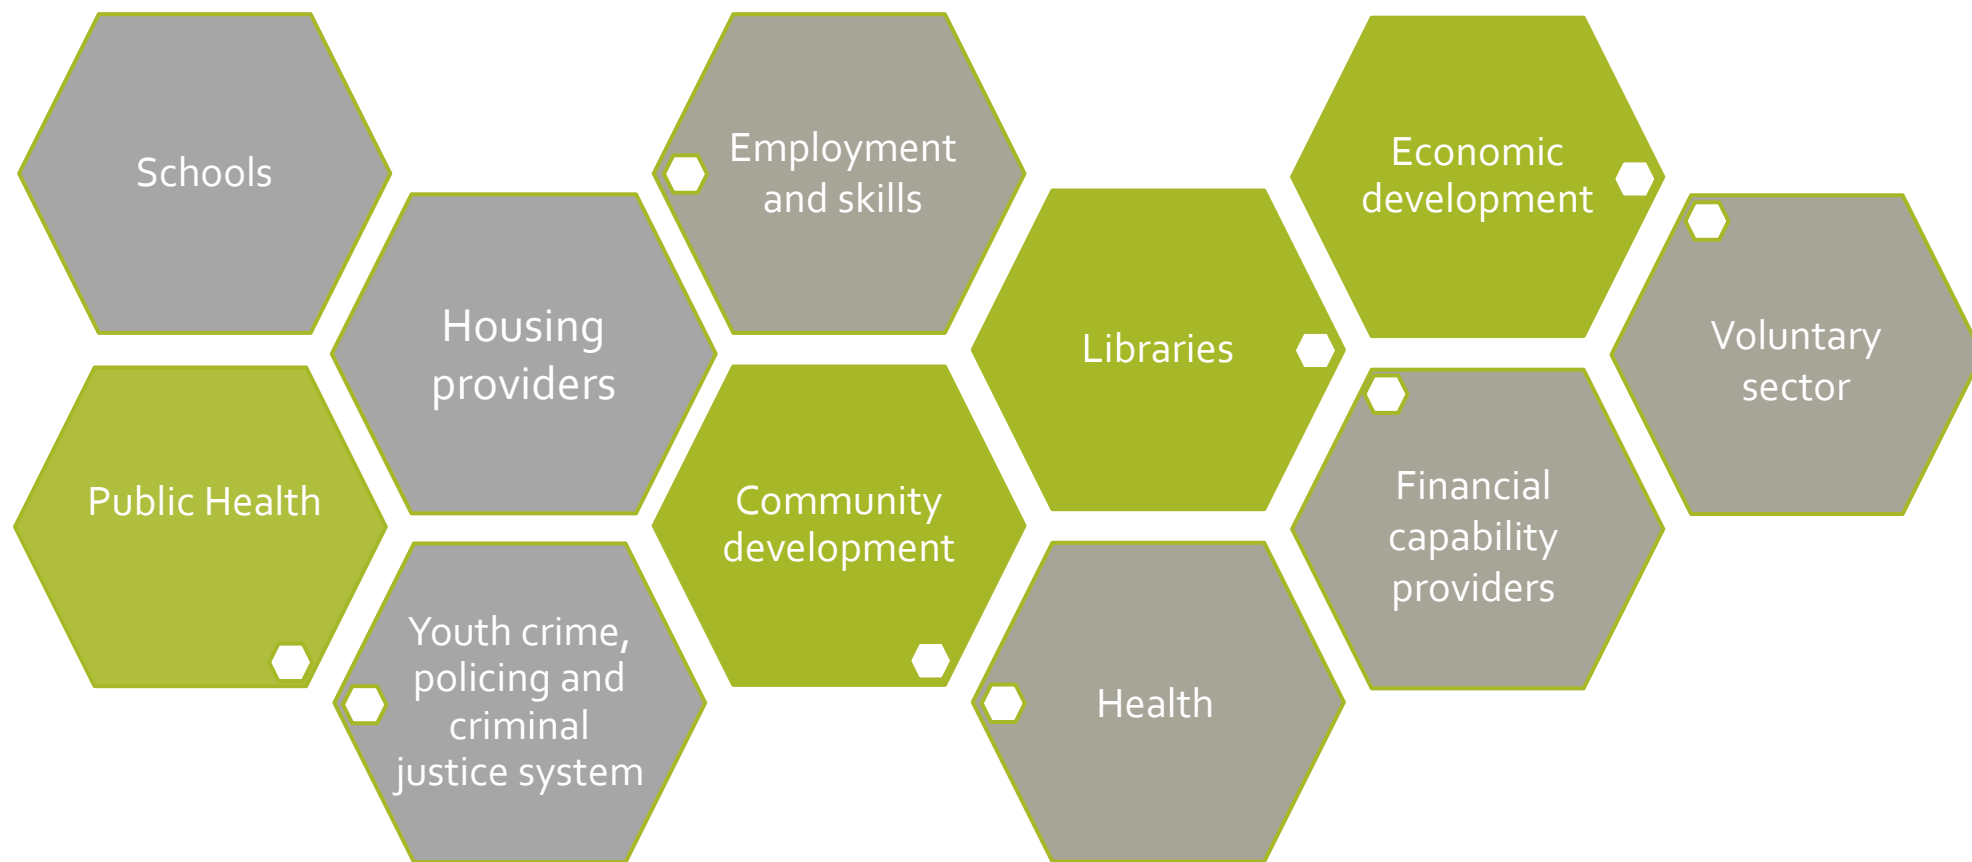 Schools
Employment
and skills
Economic
development
Housing
providers
Libraries
Voluntary
sector
Public Health
Community
development
Financial
capability
providers
Youth crime,
policing and
criminal
justice system
Health